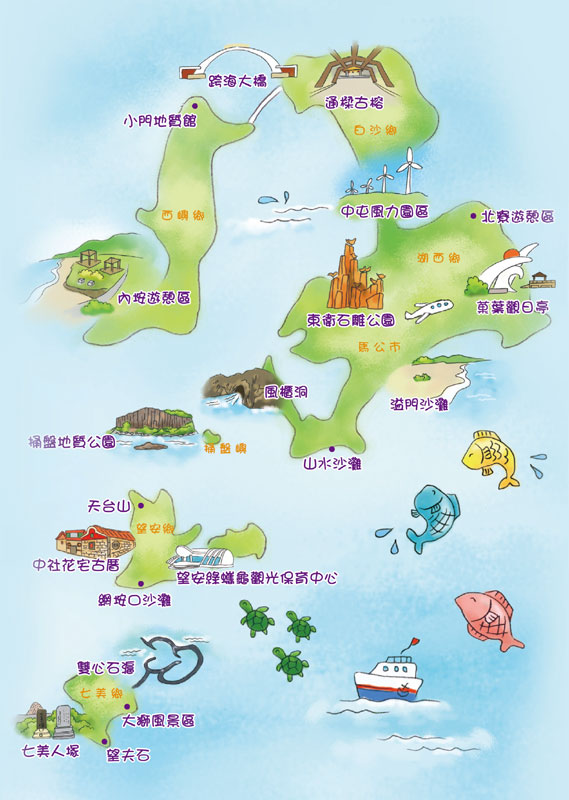 跨海大橋
通樑古榕
小門地質館
白沙鄉
中屯風力園區
西嶼鄉
北寮遊憩區
湖西鄉
內垵遊憩區
東衛石雕公園
菓葉觀日亭
馬公市
風櫃洞
溢門沙灘
桶盤地質公園
桶盤嶼
山水沙灘
天台山
望安鄉
中社花宅古厝
望安綠蠵龜觀光保育中心
網垵口沙灘
雙心石滬
七美鄉
大獅風景區
七美人塚
望夫石